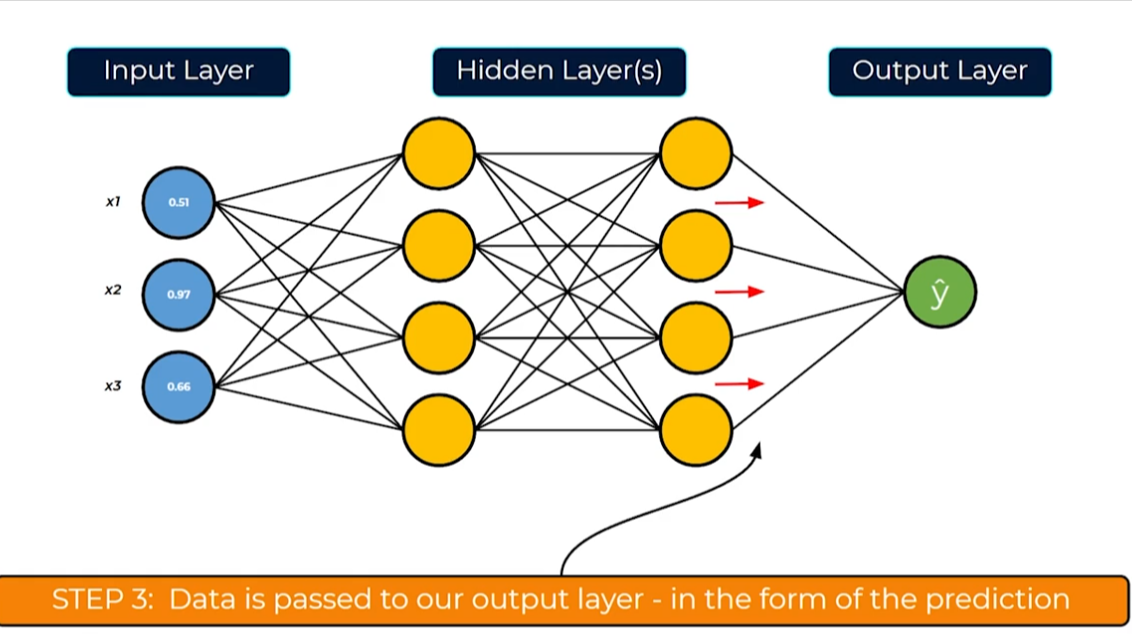 Input Layer
Hidden Layer(s)
Output Layer
x1
0.51
x2
0.97
x3
0.66
ŷ
STEP 3: Data is passed to our output layer - in the form of the prediction